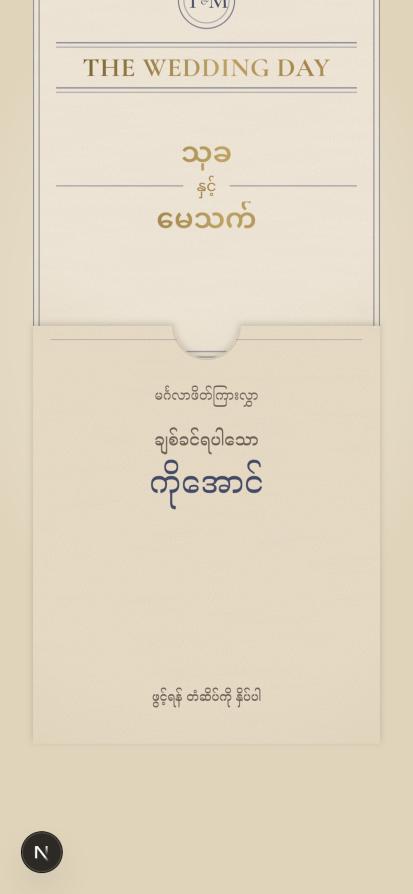 T&M
THE WEDDING DAY
သုခ
နှင့်
မေသက်
မင်္ဂလာဖိတ်ကြားလွှာ
ချစ်ခင်ရပါသော
ကိုအောင်
ဖွင့်ရန် တံဆိပ်ကို နှိပ်ပါ
N